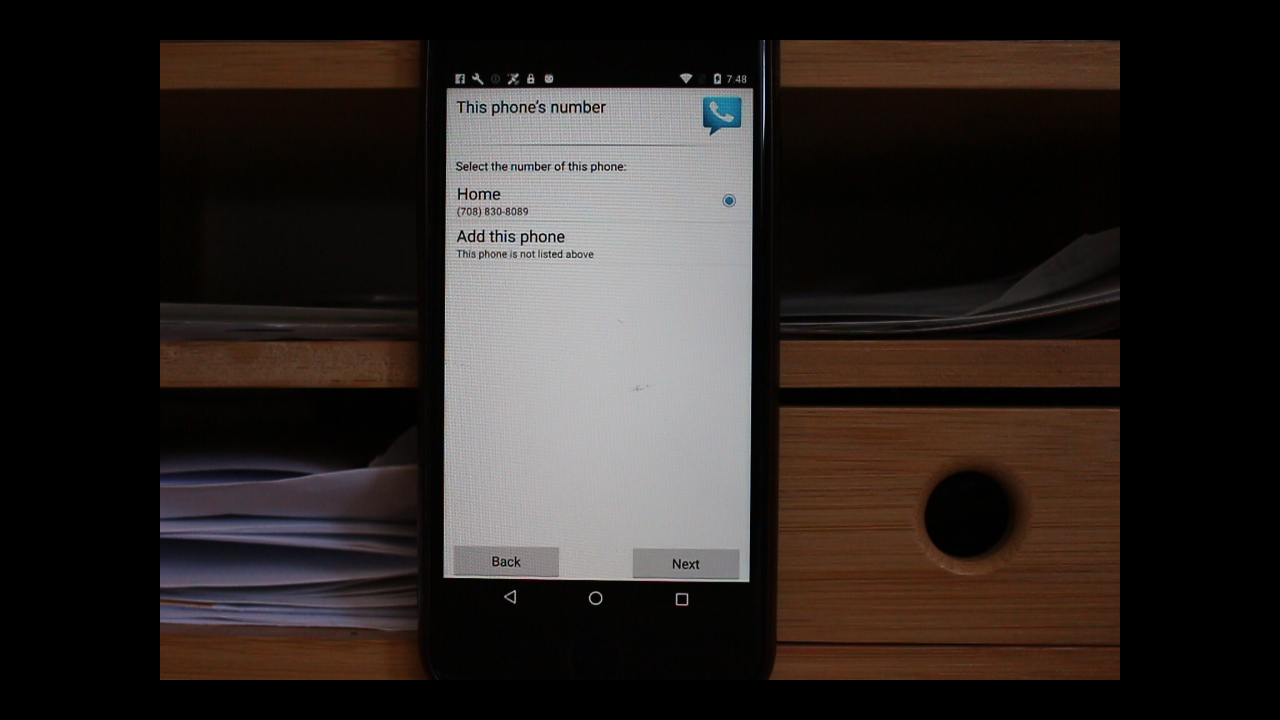 7:48
This phone's number
Select the number of this phone:
Home
(708) 830-8089
Add this phone
This phone is not listed above
Back
Next